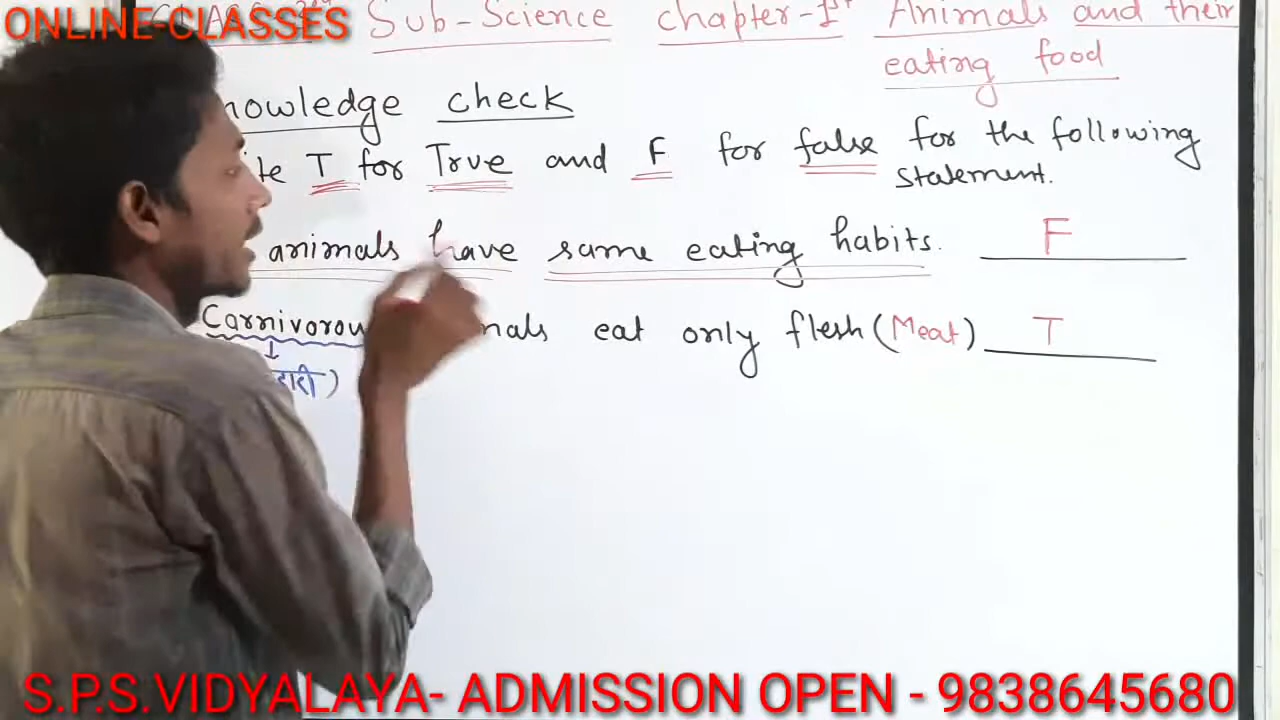 ONLINE-CLASSES
Sub-Science chapter-1st Animals and their
eating food
nowledge check
te T for True and F for false for the following
statement.
animals have same eating habits. F
Carnivorou nals eat only flesh (Meat) T
हारी)
S.P.S.VIDYALAYA- ADMISSION OPEN - 9838645680